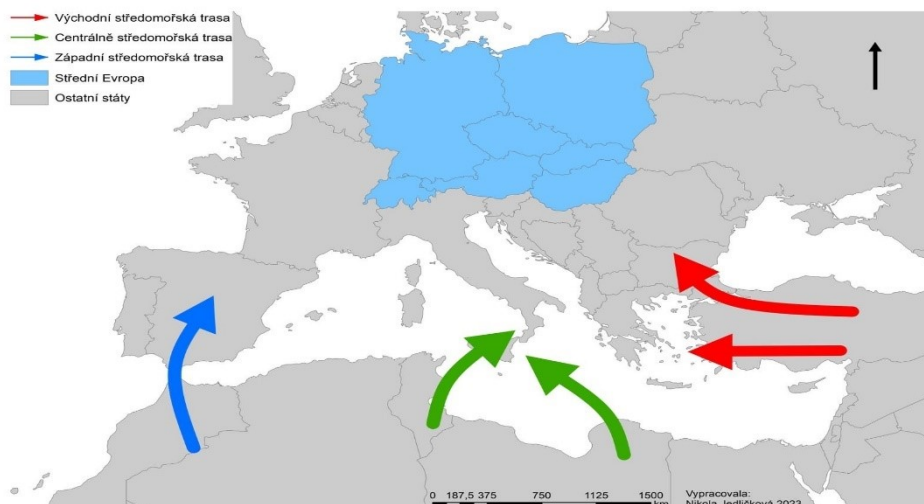 Východní středomořská trasa
Centrálně středomořská trasa
Západní středomořská trasa
Střední Evropa
Ostatní státy
0 187,5 375 750 1125 1500
km
Vypracovala:
Nikola Jedličková 2023